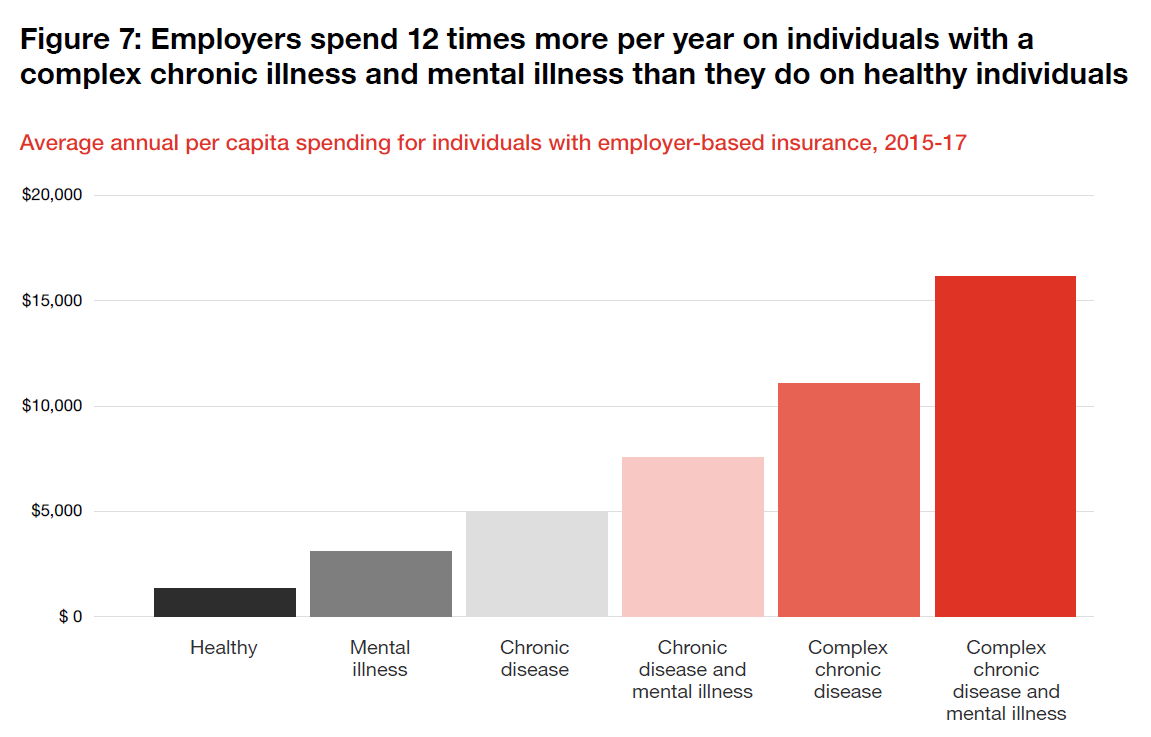 Figure 7: Employers spend 12 times more per year on individuals with a
complex chronic illness and mental illness than they do on healthy individuals
Average annual per capita spending for individuals with employer-based insurance, 2015-17
$20,000
$15,000
$10,000
$5,000
$ 0
Healthy
Mental
illness
Chronic
disease
Chronic
disease and
mental illness
Complex
chronic
disease
Complex
chronic
disease and
mental illness